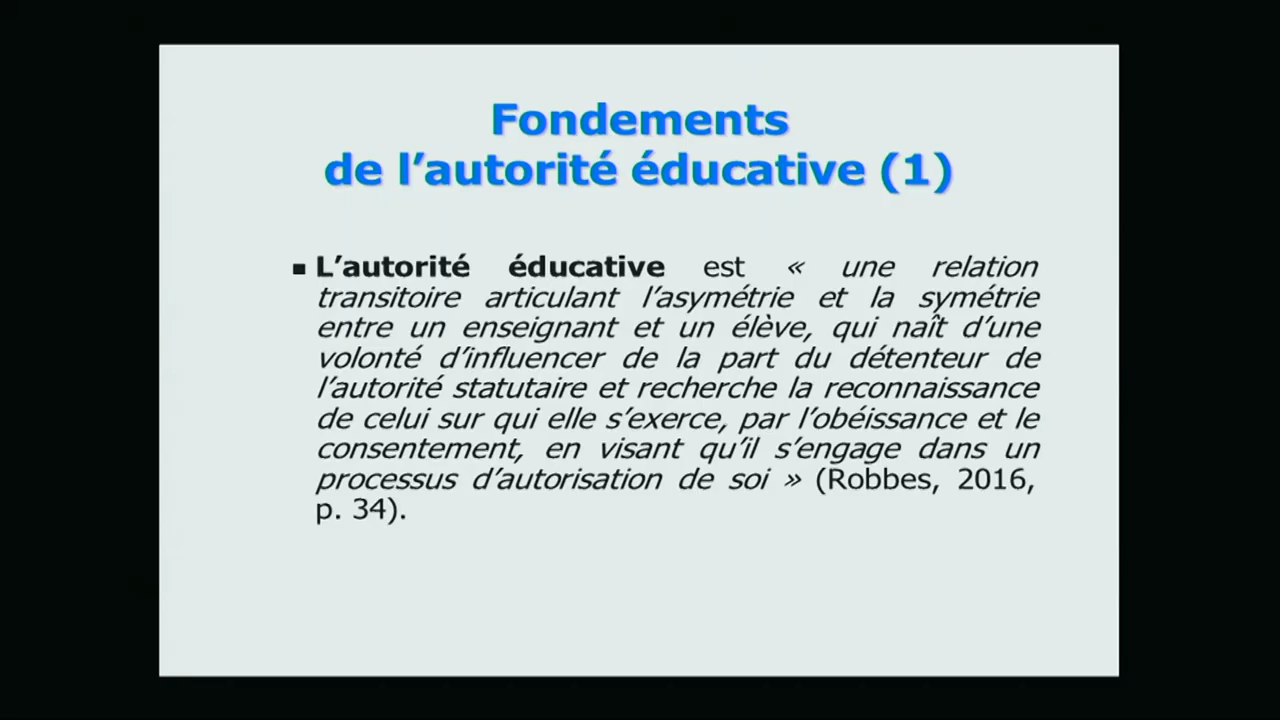 Fondements
de l’autorité éducative (1)
▪ L’autorité éducative est « une relation
transitoire articulant l’asymétrie et la symétrie
entre un enseignant et un élève, qui naît d’une
volonté d’influencer de la part du détenteur de
l’autorité statutaire et recherche la reconnaissance
de celui sur qui elle s’exerce, par l’obéissance et le
consentement, en visant qu’il s’engage dans un
processus d’autorisation de soi » (Robbes, 2016,
p. 34).